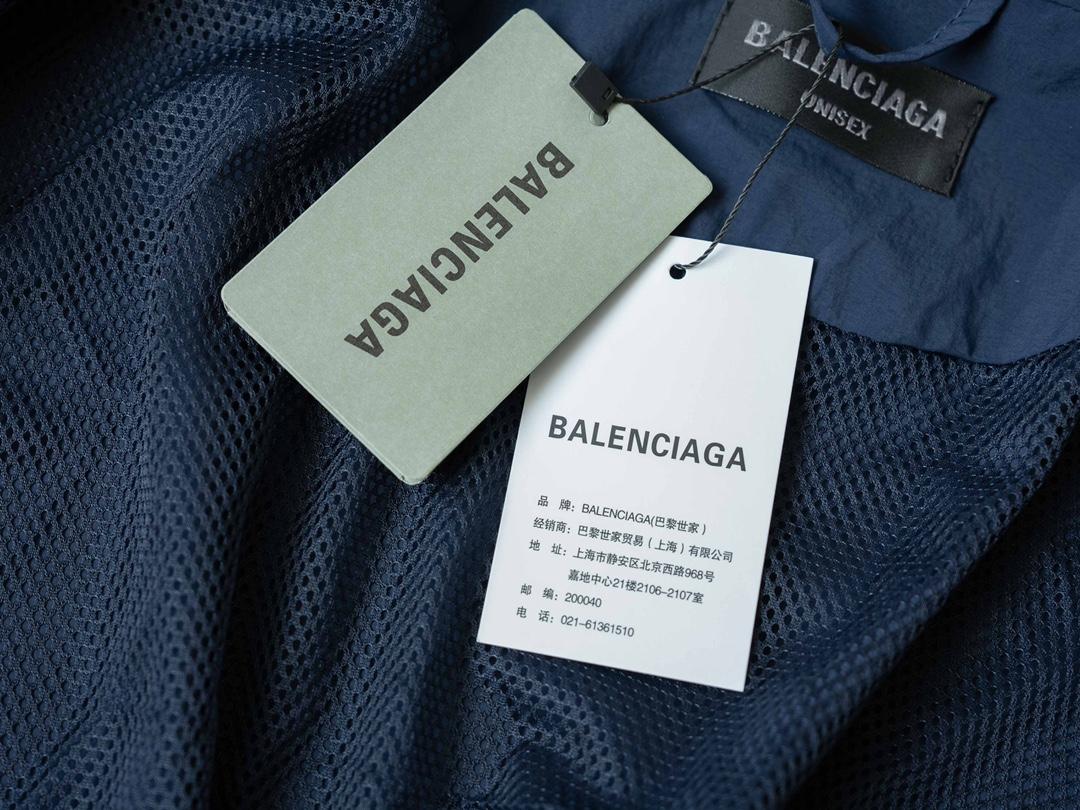 BALENCIAGA
UNISEX
BALENCIAGA
BALENCIAGA
品 牌：BALENCIAGA(巴黎世家)
经销商：巴黎世家贸易（上海）有限公司
地 址：上海市静安区北京西路968号
嘉地中心21楼2106-2107室
邮 编：200040
电 话：021-61361510